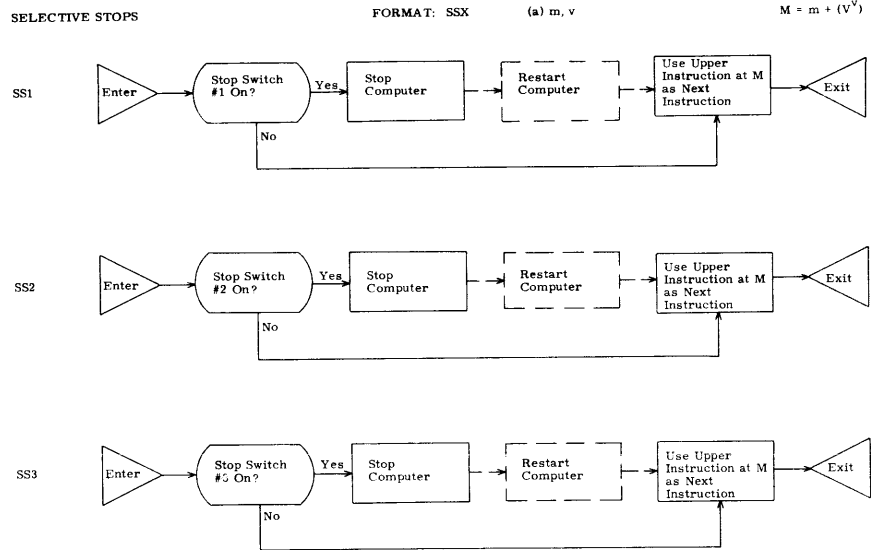 SELECTIVE STOPS
FORMAT: SSX (a) m, v
M = m + (V^v)
SS1
Enter
Stop Switch
#1 On?
Yes
No
Stop
Computer
Restart
Computer
Use Upper
Instruction at M
as Next
Instruction
Exit
SS2
Enter
Stop Switch
#2 On?
Yes
No
Stop
Computer
Restart
Computer
Use Upper
Instruction at M
as Next
Instruction
Exit
SS3
Enter
Stop Switch
On?
Yes
No
Stop
Computer
Restart
Computer
Use Upper
Instruction at M
as Next
Instruction
Exit